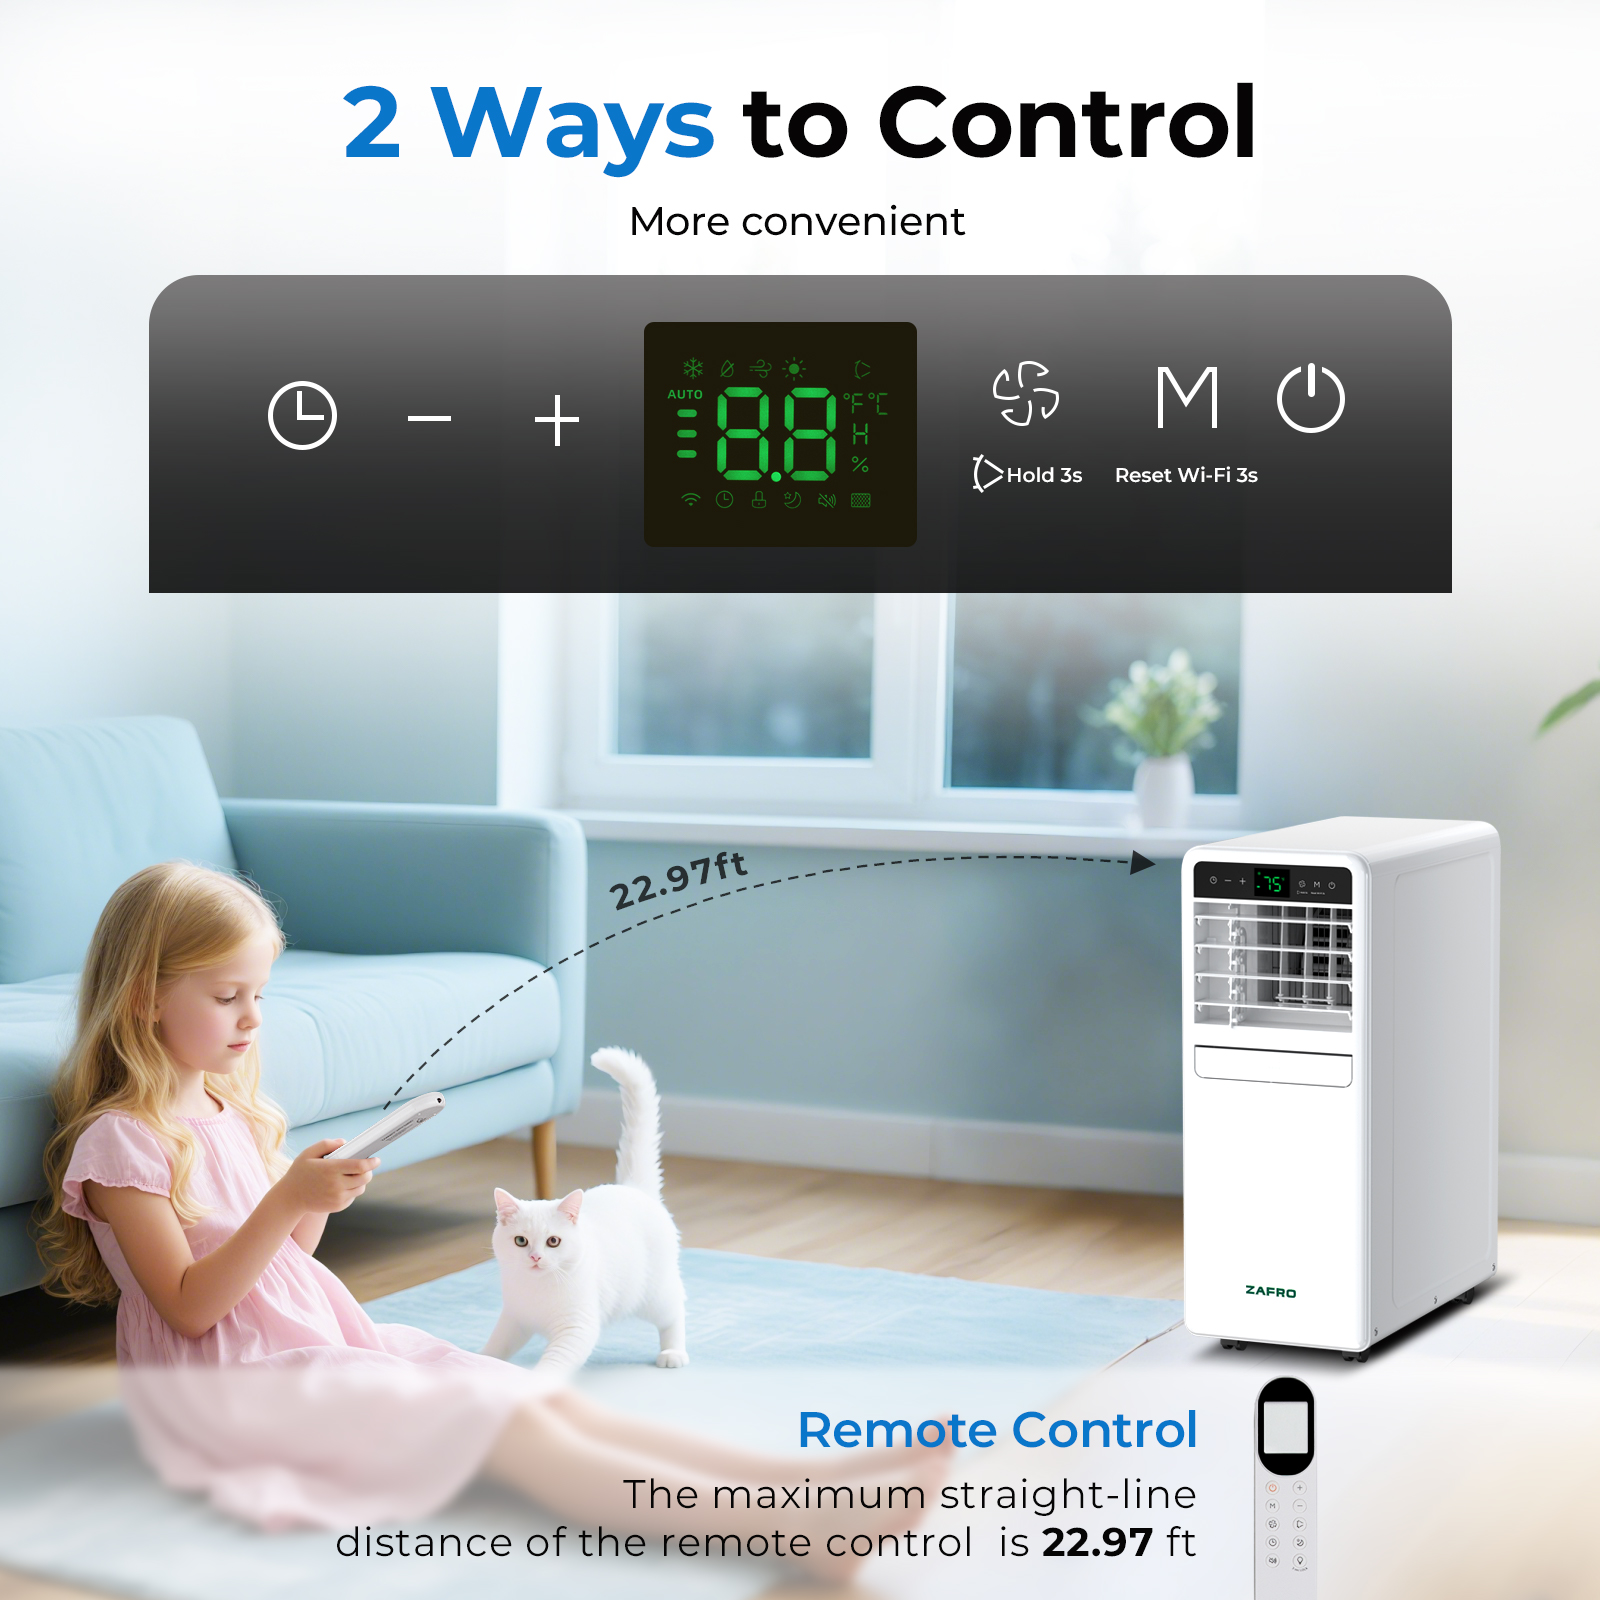 2 Ways to Control
More convenient
AUTO
8.8
°F °C
H
%
M
Hold 3s
Reset Wi-Fi 3s
22.97ft
75
M
ZAFRO
Remote Control
The maximum straight-line
distance of the remote control is 22.97 ft
M